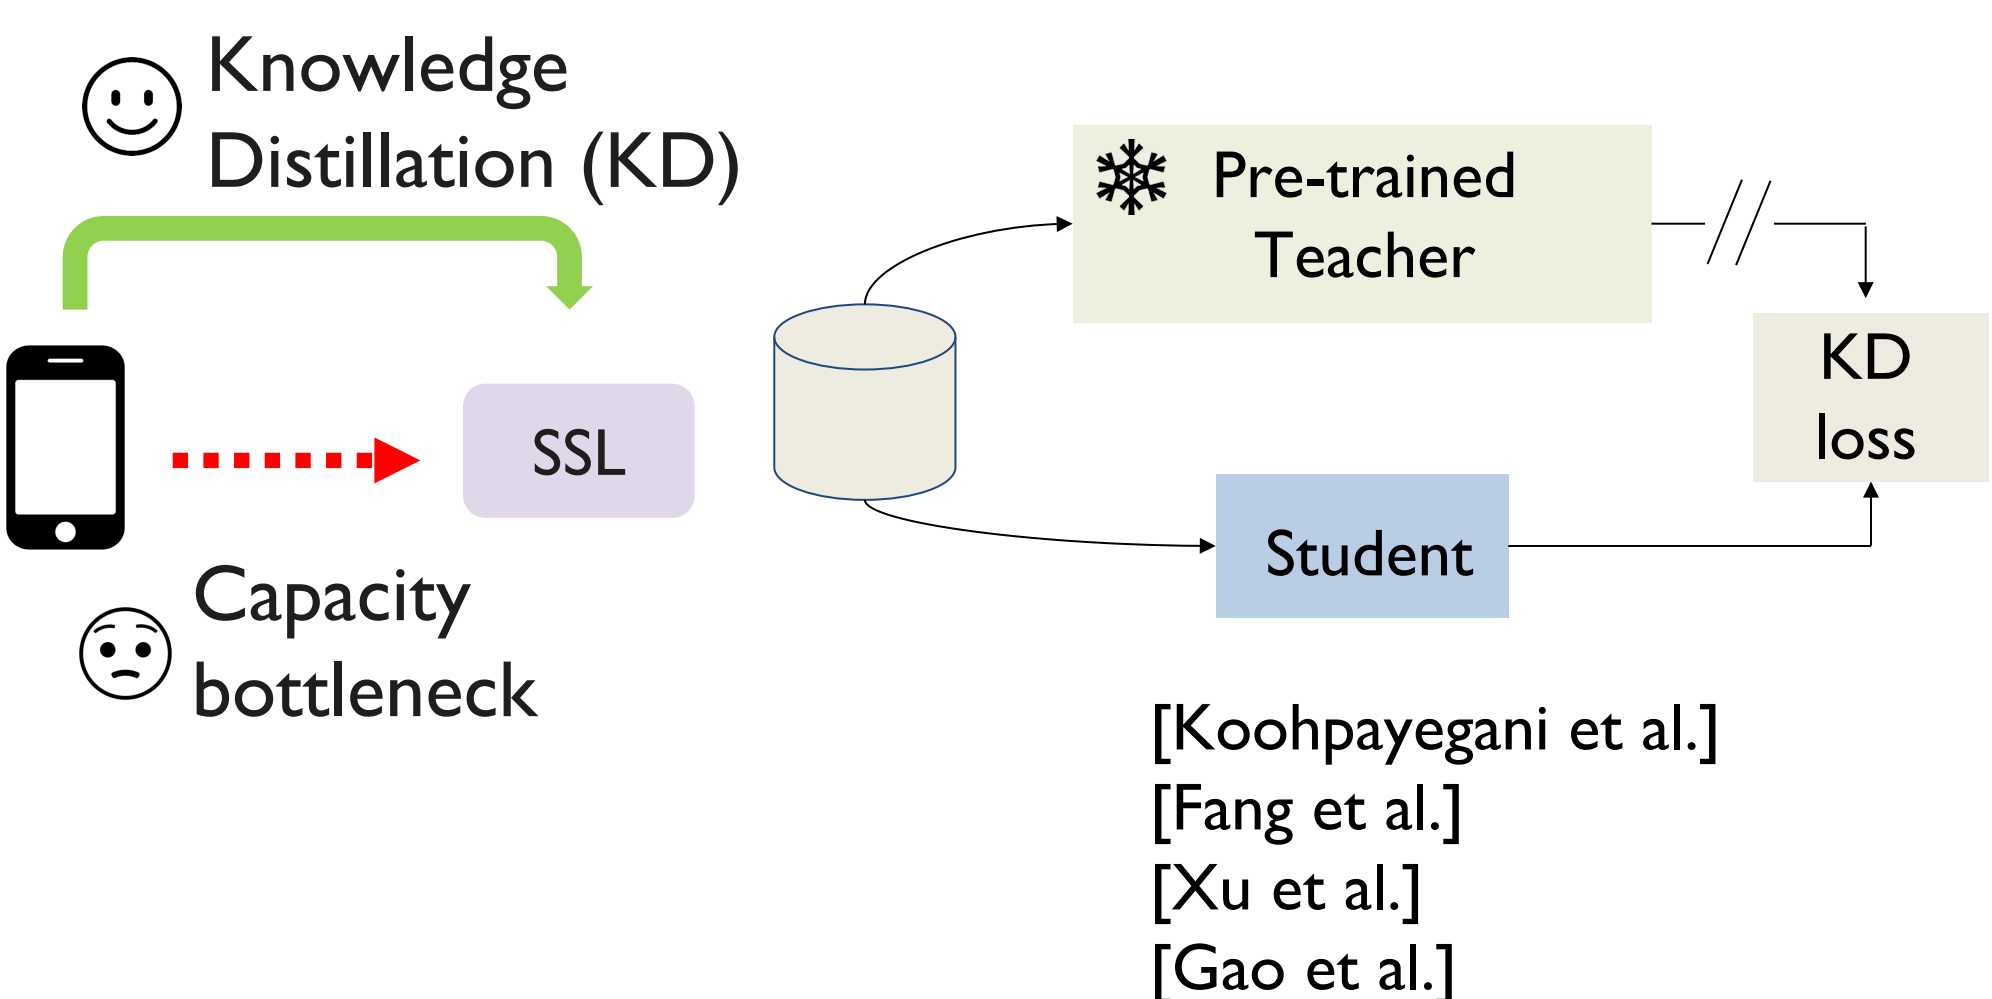 Knowledge
Distillation (KD)
SSL
Capacity
bottleneck
Pre-trained
Teacher
KD
loss
Student
[Koohpayegani et al.]
[Fang et al.]
[Xu et al.]
[Gao et al.]